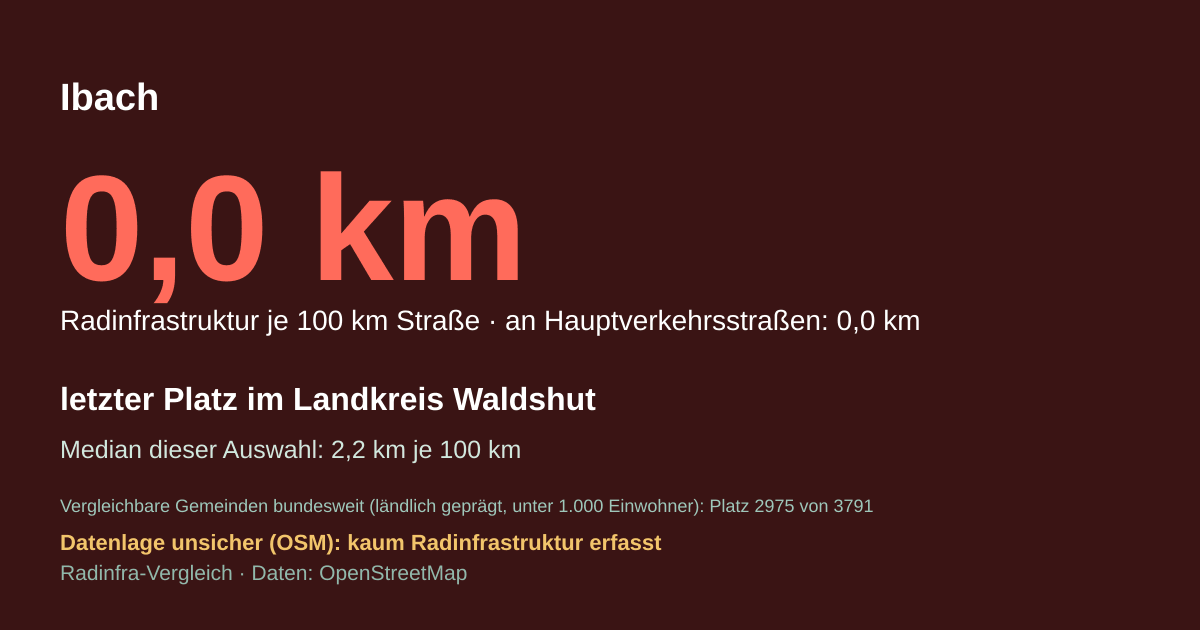 Ibach
0,0 km
Radinfrastruktur je 100 km Straße · an Hauptverkehrsstraßen: 0,0 km
letzter Platz im Landkreis Waldshut
Median dieser Auswahl: 2,2 km je 100 km
Vergleichbare Gemeinden bundesweit (ländlich geprägt, unter 1.000 Einwohner): Platz 2975 von 3791
Datenlage unsicher (OSM): kaum Radinfrastruktur erfasst
Radinfra-Vergleich · Daten: OpenStreetMap